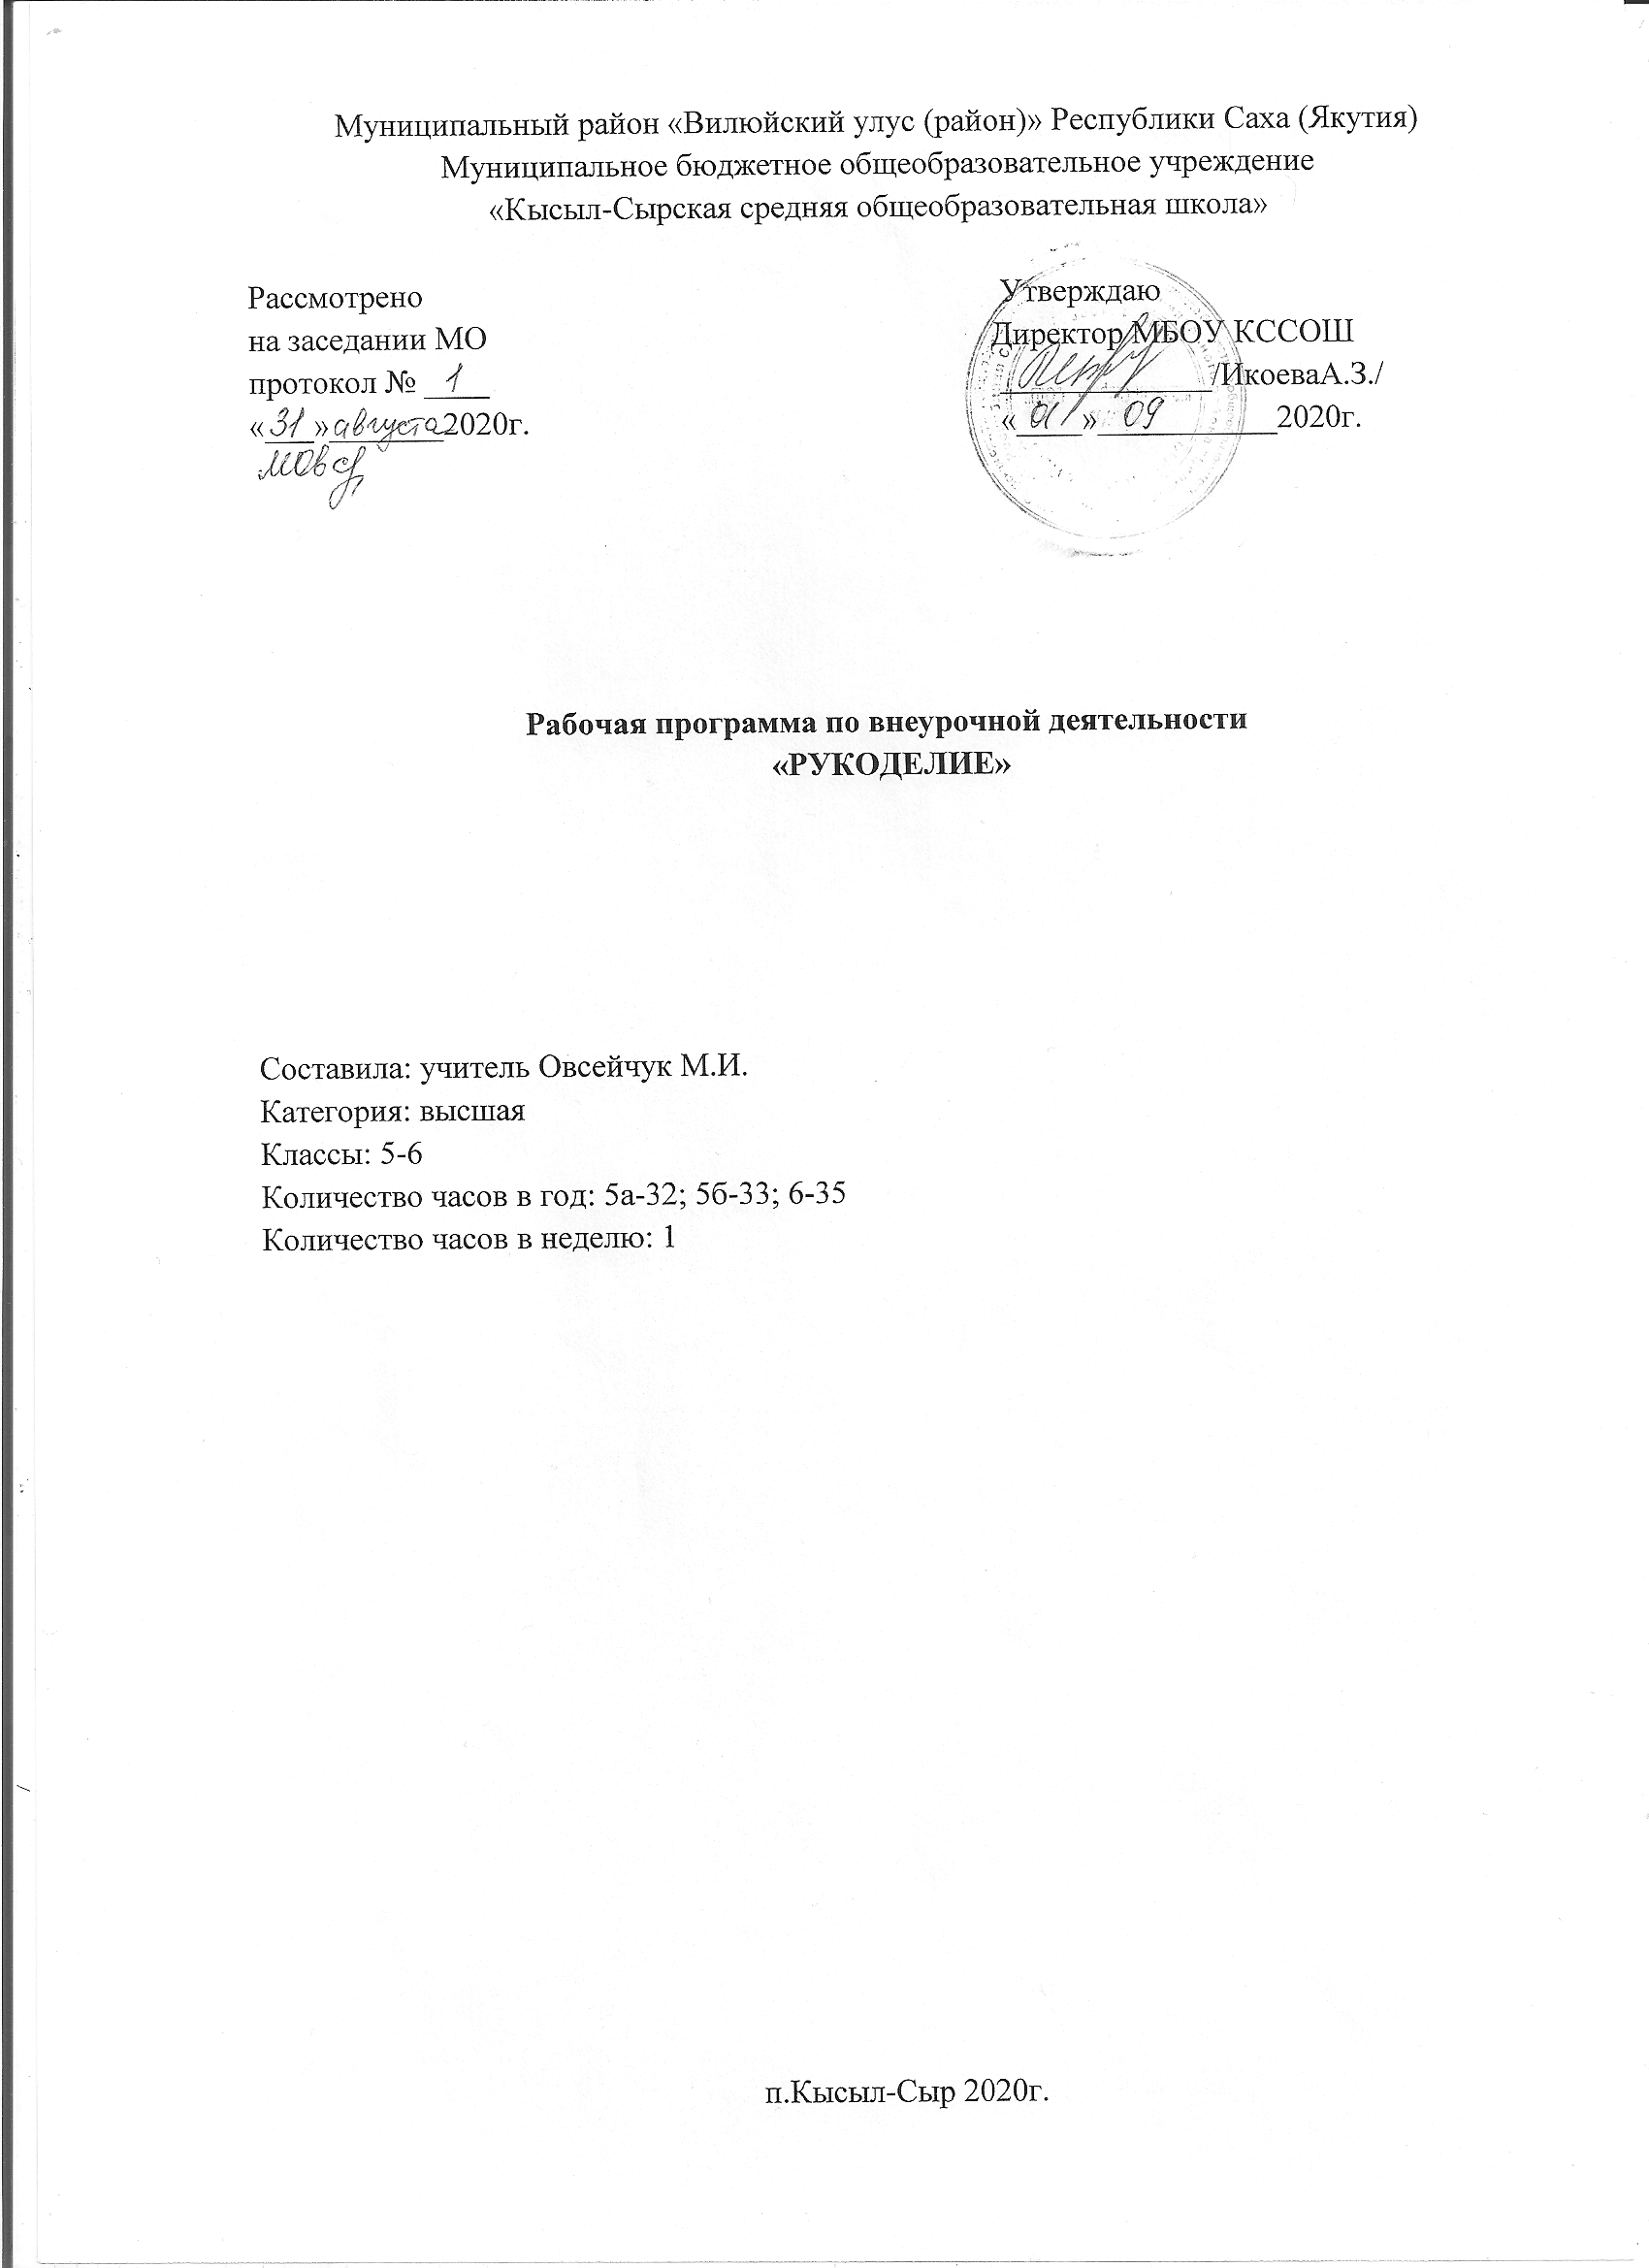 Муниципальный район «Вилюйский улус (район)» Республики Саха (Якутия)
Муниципальное бюджетное общеобразовательное учреждение
«Кысыл-Сырская средняя общеобразовательная школа»
Рассмотрено
на заседании МО
протокол № 1
«31»августа2020г.
Утверждаю
Директор МБОУ КССОШ
/ИкоеваА.З./
«01» 09 2020г.
Рабочая программа по внеурочной деятельности
«РУКОДЕЛИЕ»
Составила: учитель Овсейчук М.И.
Категория: высшая
Классы: 5-6
Количество часов в год: 5а-32; 5б-33; 6-35
Количество часов в неделю: 1
п.Кысыл-Сыр 2020г.